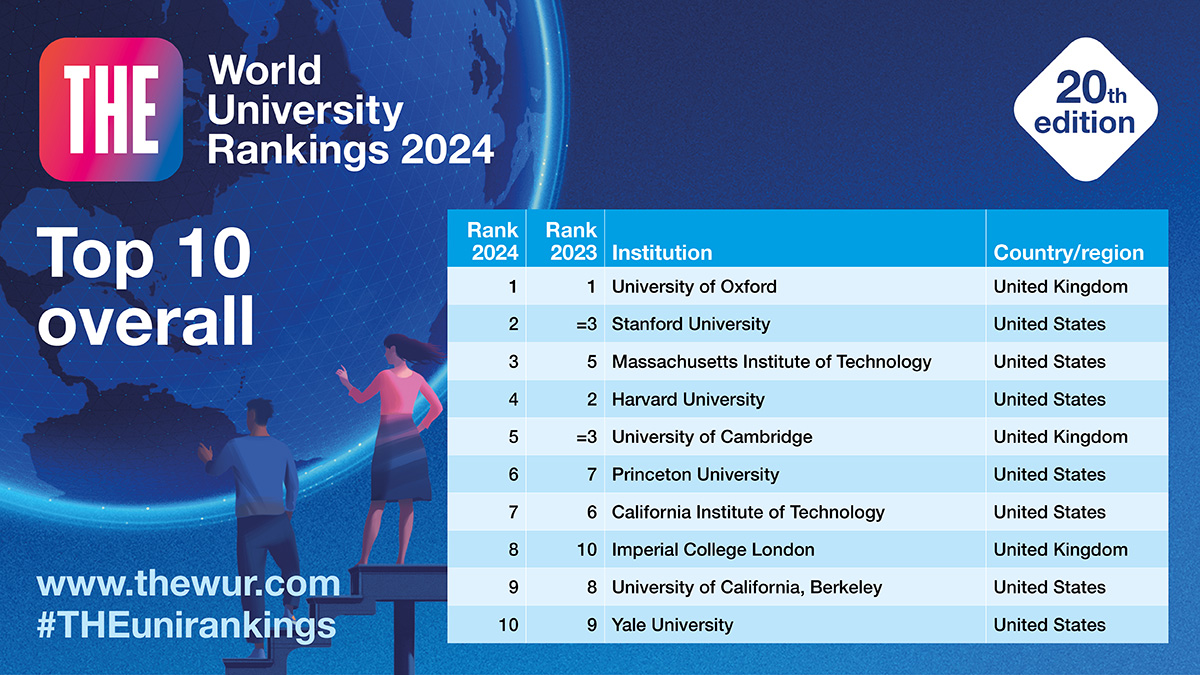 THE
World
University
Rankings 2024
20th
edition
Top 10
overall
Rank 2024 Rank 2023 Institution Country/region
1 1 University of Oxford United Kingdom
2 =3 Stanford University United States
3 5 Massachusetts Institute of Technology United States
4 2 Harvard University United States
5 =3 University of Cambridge United Kingdom
6 7 Princeton University United States
7 6 California Institute of Technology United States
8 10 Imperial College London United Kingdom
9 8 University of California, Berkeley United States
10 9 Yale University United States
www.thewur.com
#THEunirankings